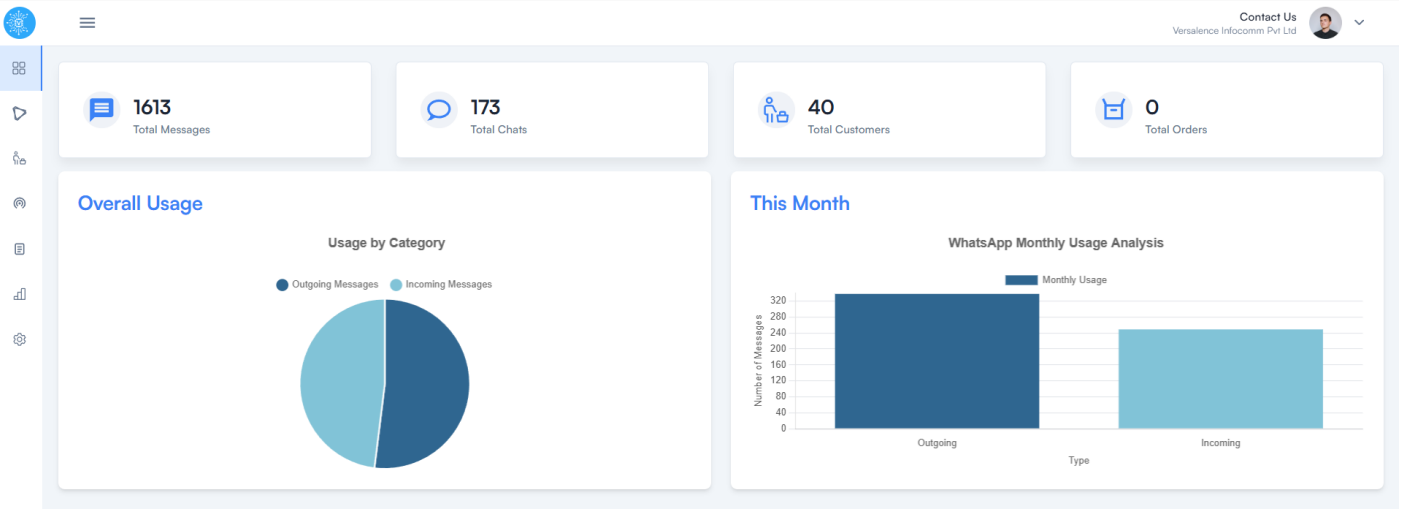 Contact Us
Versalence Infocomm Pvt Ltd
1613
Total Messages
173
Total Chats
40
Total Customers
0
Total Orders
Overall Usage
Usage by Category
Outgoing Messages
Incoming Messages
This Month
WhatsApp Monthly Usage Analysis
Monthly Usage
Number of Messages
320
280
240
200
160
120
80
40
0
Outgoing
Incoming
Type